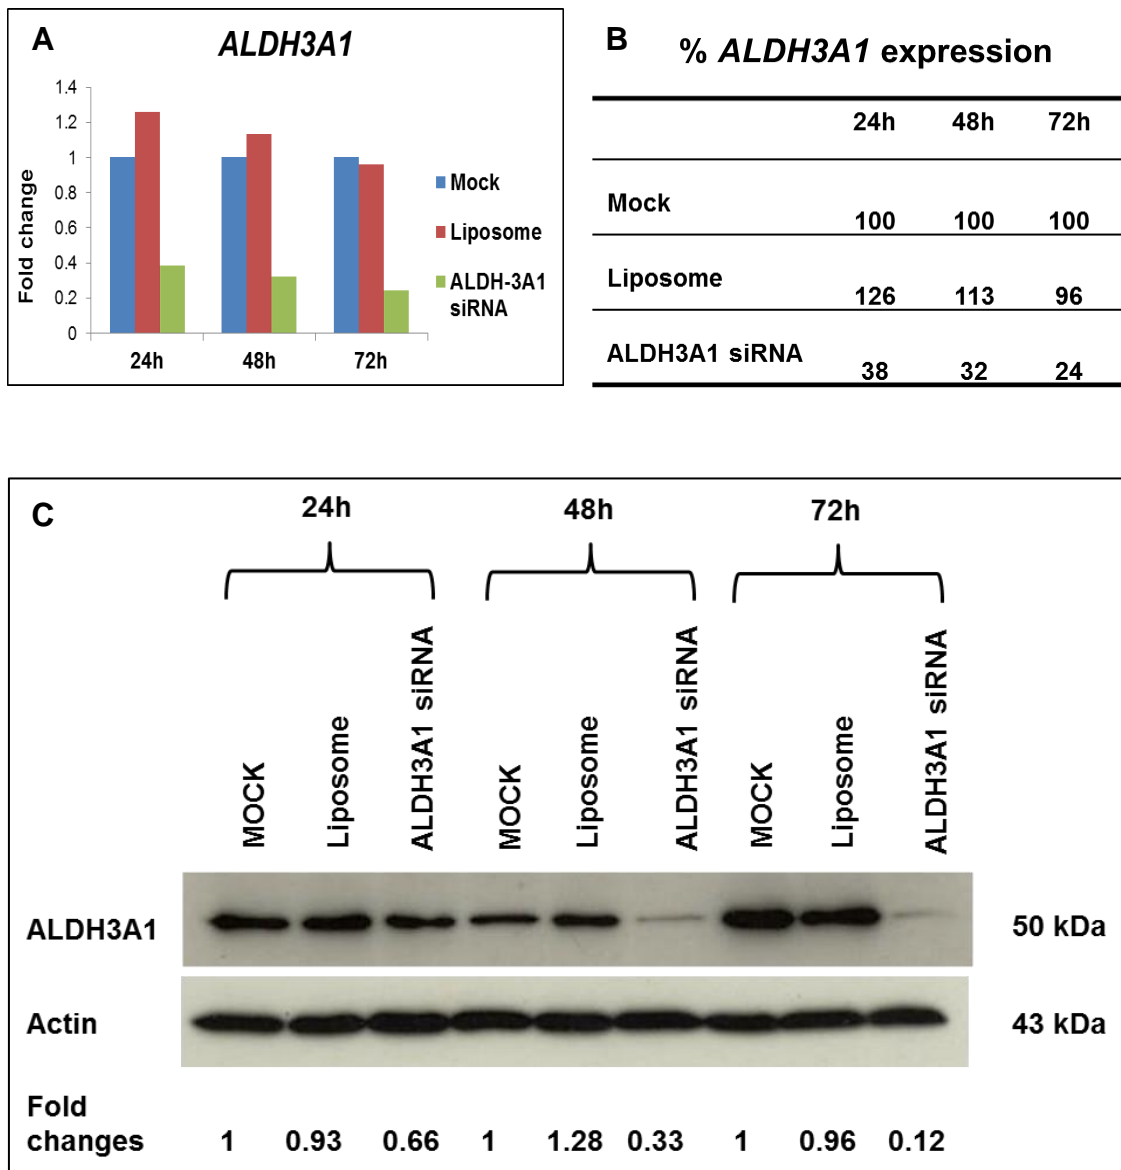 A
ALDH3A1
1.4
1.2
1
0.8
0.6
0.4
0.2
0
Fold change
24h 48h 72h
Mock
Liposome
ALDH-3A1
siRNA
B
% ALDH3A1 expression
24h 48h 72h
Mock
100 100 100
Liposome
126 113 96
ALDH3A1 siRNA
38 32 24
C
24h 48h 72h
MOCK
Liposome
ALDH3A1 siRNA
MOCK
Liposome
ALDH3A1 siRNA
MOCK
Liposome
ALDH3A1 siRNA
ALDH3A1 50 kDa
Actin 43 kDa
Fold
changes 1 0.93 0.66 1 1.28 0.33 1 0.96 0.12